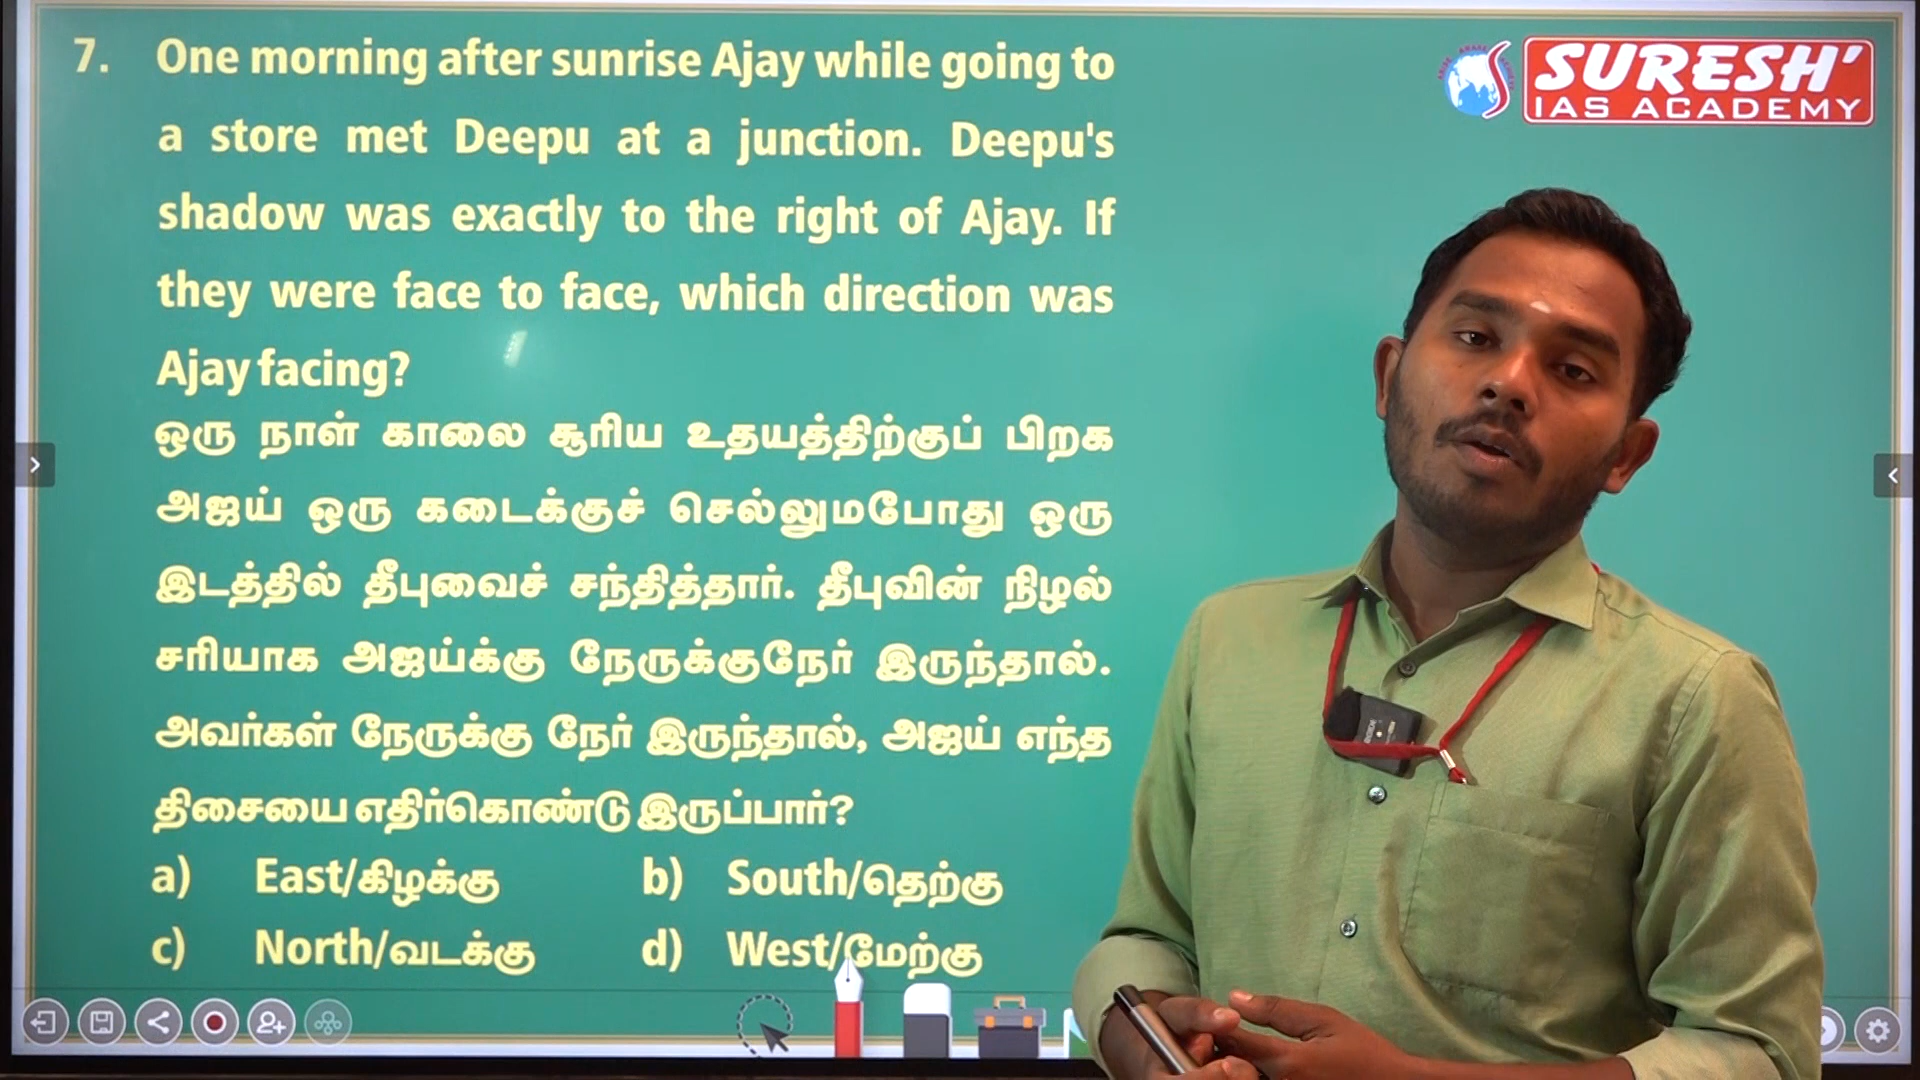 7. One morning after sunrise Ajay while going to
a store met Deepu at a junction. Deepu's
shadow was exactly to the right of Ajay. If
they were face to face, which direction was
Ajay facing?
ஒரு நாள் காலை சூரிய உதயத்திற்குப் பிறக
அஜய் ஒரு கடைக்குச் செல்லுமபோது ஒரு
இடத்தில் தீபுவைச் சந்தித்தார். தீபுவின் நிழல்
சரியாக அஜய்க்கு நேருக்குநேர் இருந்தால்.
அவர்கள் நேருக்கு நேர் இருந்தால், அஜய் எந்த
திசையை எதிர்கொண்டு இருப்பார்?
a) East/கிழக்கு b) South/தெற்கு
c) North/வடக்கு d) West/மேற்கு
SURESH'
IAS ACADEMY